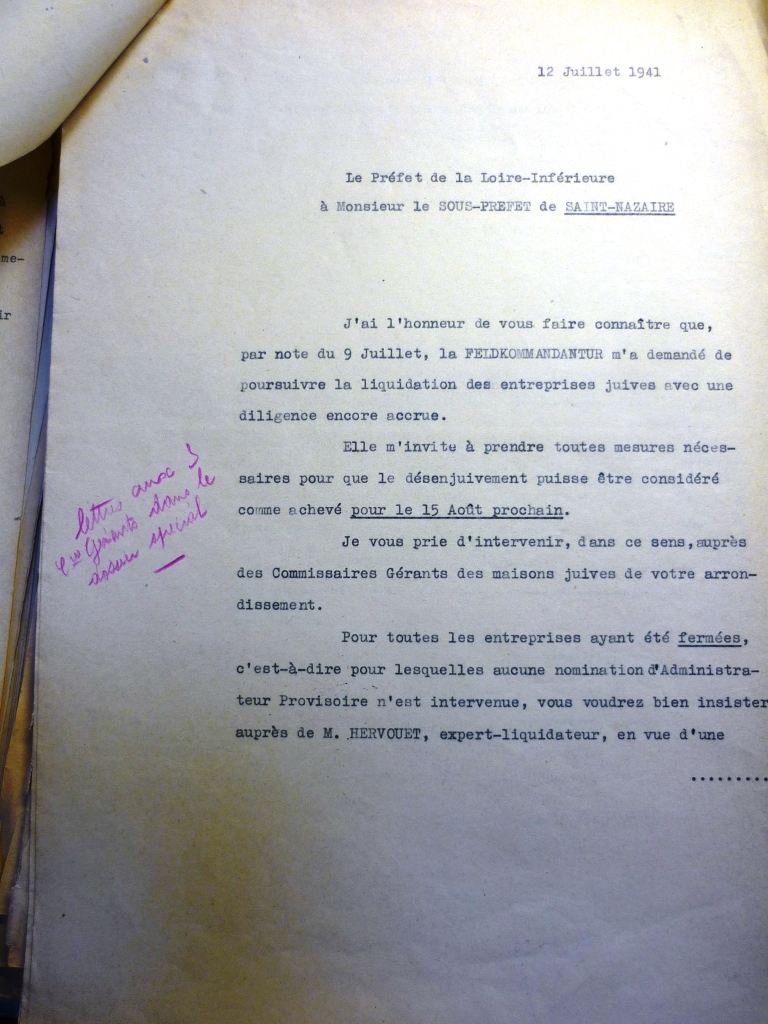 12 Juillet 1941
Le Préfet de la Loire-Inférieure
à Monsieur le SOUS-PREFET de SAINT-NAZAIRE
J'ai l'honneur de vous faire connaître que,
par note du 9 Juillet, la FELDKOMMANDANTUR m'a demandé de
poursuivre la liquidation des entreprises juives avec une
diligence encore accrue.
Elle m'invite à prendre toutes mesures néces-
saires pour que le désenjuivement puisse être considéré
comme achevé pour le 15 Août prochain.
Je vous prie d'intervenir, dans ce sens, auprès
des Commissaires Gérants des maisons juives de votre arron-
dissement.
Pour toutes les entreprises ayant été fermées,
c'est-à-dire pour lesquelles aucune nomination d'Administra-
teur Provisoire n'est intervenue, vous voudrez bien insister
auprès de M. HERVOUET, expert-liquidateur, en vue d'une
........
lettres aux 3
Cres Gérants dans le
dossier spécial
me-
ir